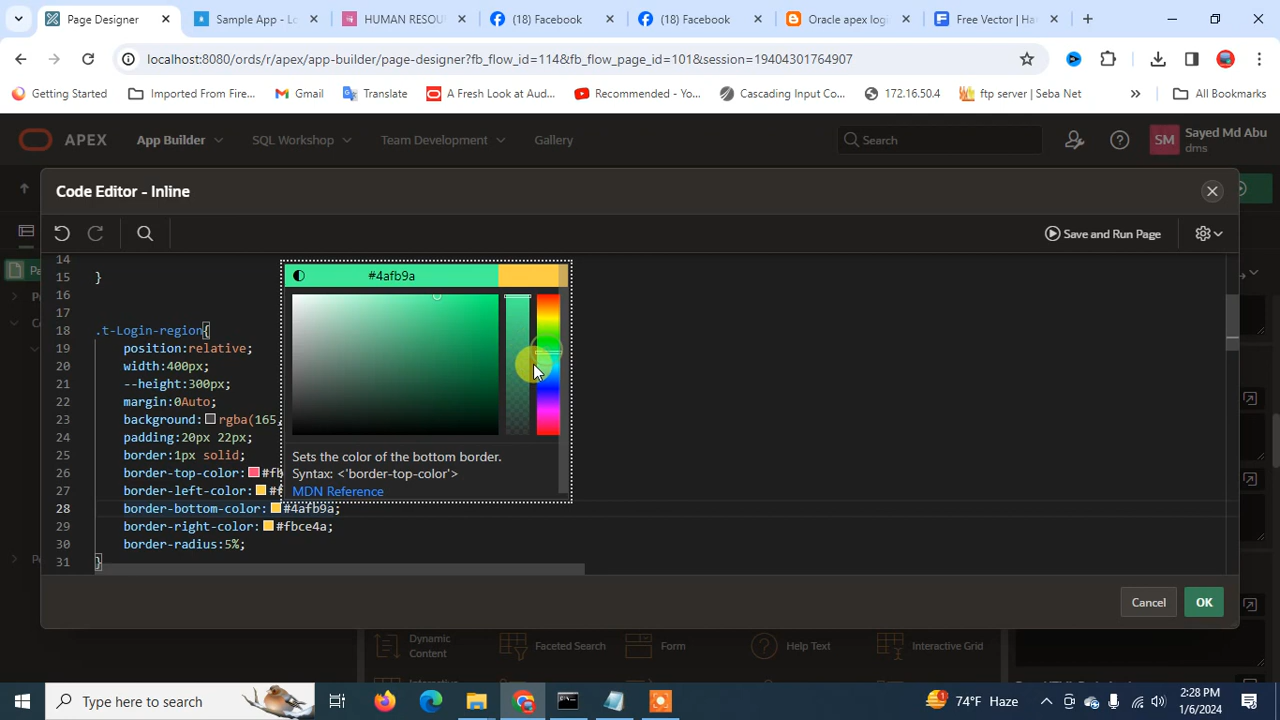 Page Designer
Sample App - Lo
HUMAN RESOU
(18) Facebook
(18) Facebook
Oracle apex logi
Free Vector | Ha
localhost:8080/ords/r/apex/app-builder/page-designer?fb_flow_id=114&fb_flow_page_id=101&session=19404301764907
Getting Started
Imported From Fire...
Gmail
Translate
A Fresh Look at Aud...
Recommended - Yo...
Cascading Input Co...
172.16.50.4
ftp server | Seba Net
All Bookmarks
APEX
App Builder
SQL Workshop
Team Development
Gallery
Search
SM
Sayed Md Abu
dms
Code Editor - Inline
Save and Run Page
14
15 }
16
17
18 .t-Login-region{
19 position:relative;
20 width:400px;
21 --height:300px;
22 margin:0Auto;
23 background: rgba(165,
24 padding:20px 22px;
25 border:1px solid;
26 border-top-color: #fb
27 border-left-color: #f
28 border-bottom-color: #4afb9a;
29 border-right-color: #fbce4a;
30 border-radius:5%;
31 }
#4afb9a
Sets the color of the bottom border.
Syntax: <'border-top-color'>
MDN Reference
Cancel
OK
Dynamic
Content
Faceted Search
Form
Help Text
Interactive Grid
Type here to search
74°F Haze
2:28 PM
1/6/2024